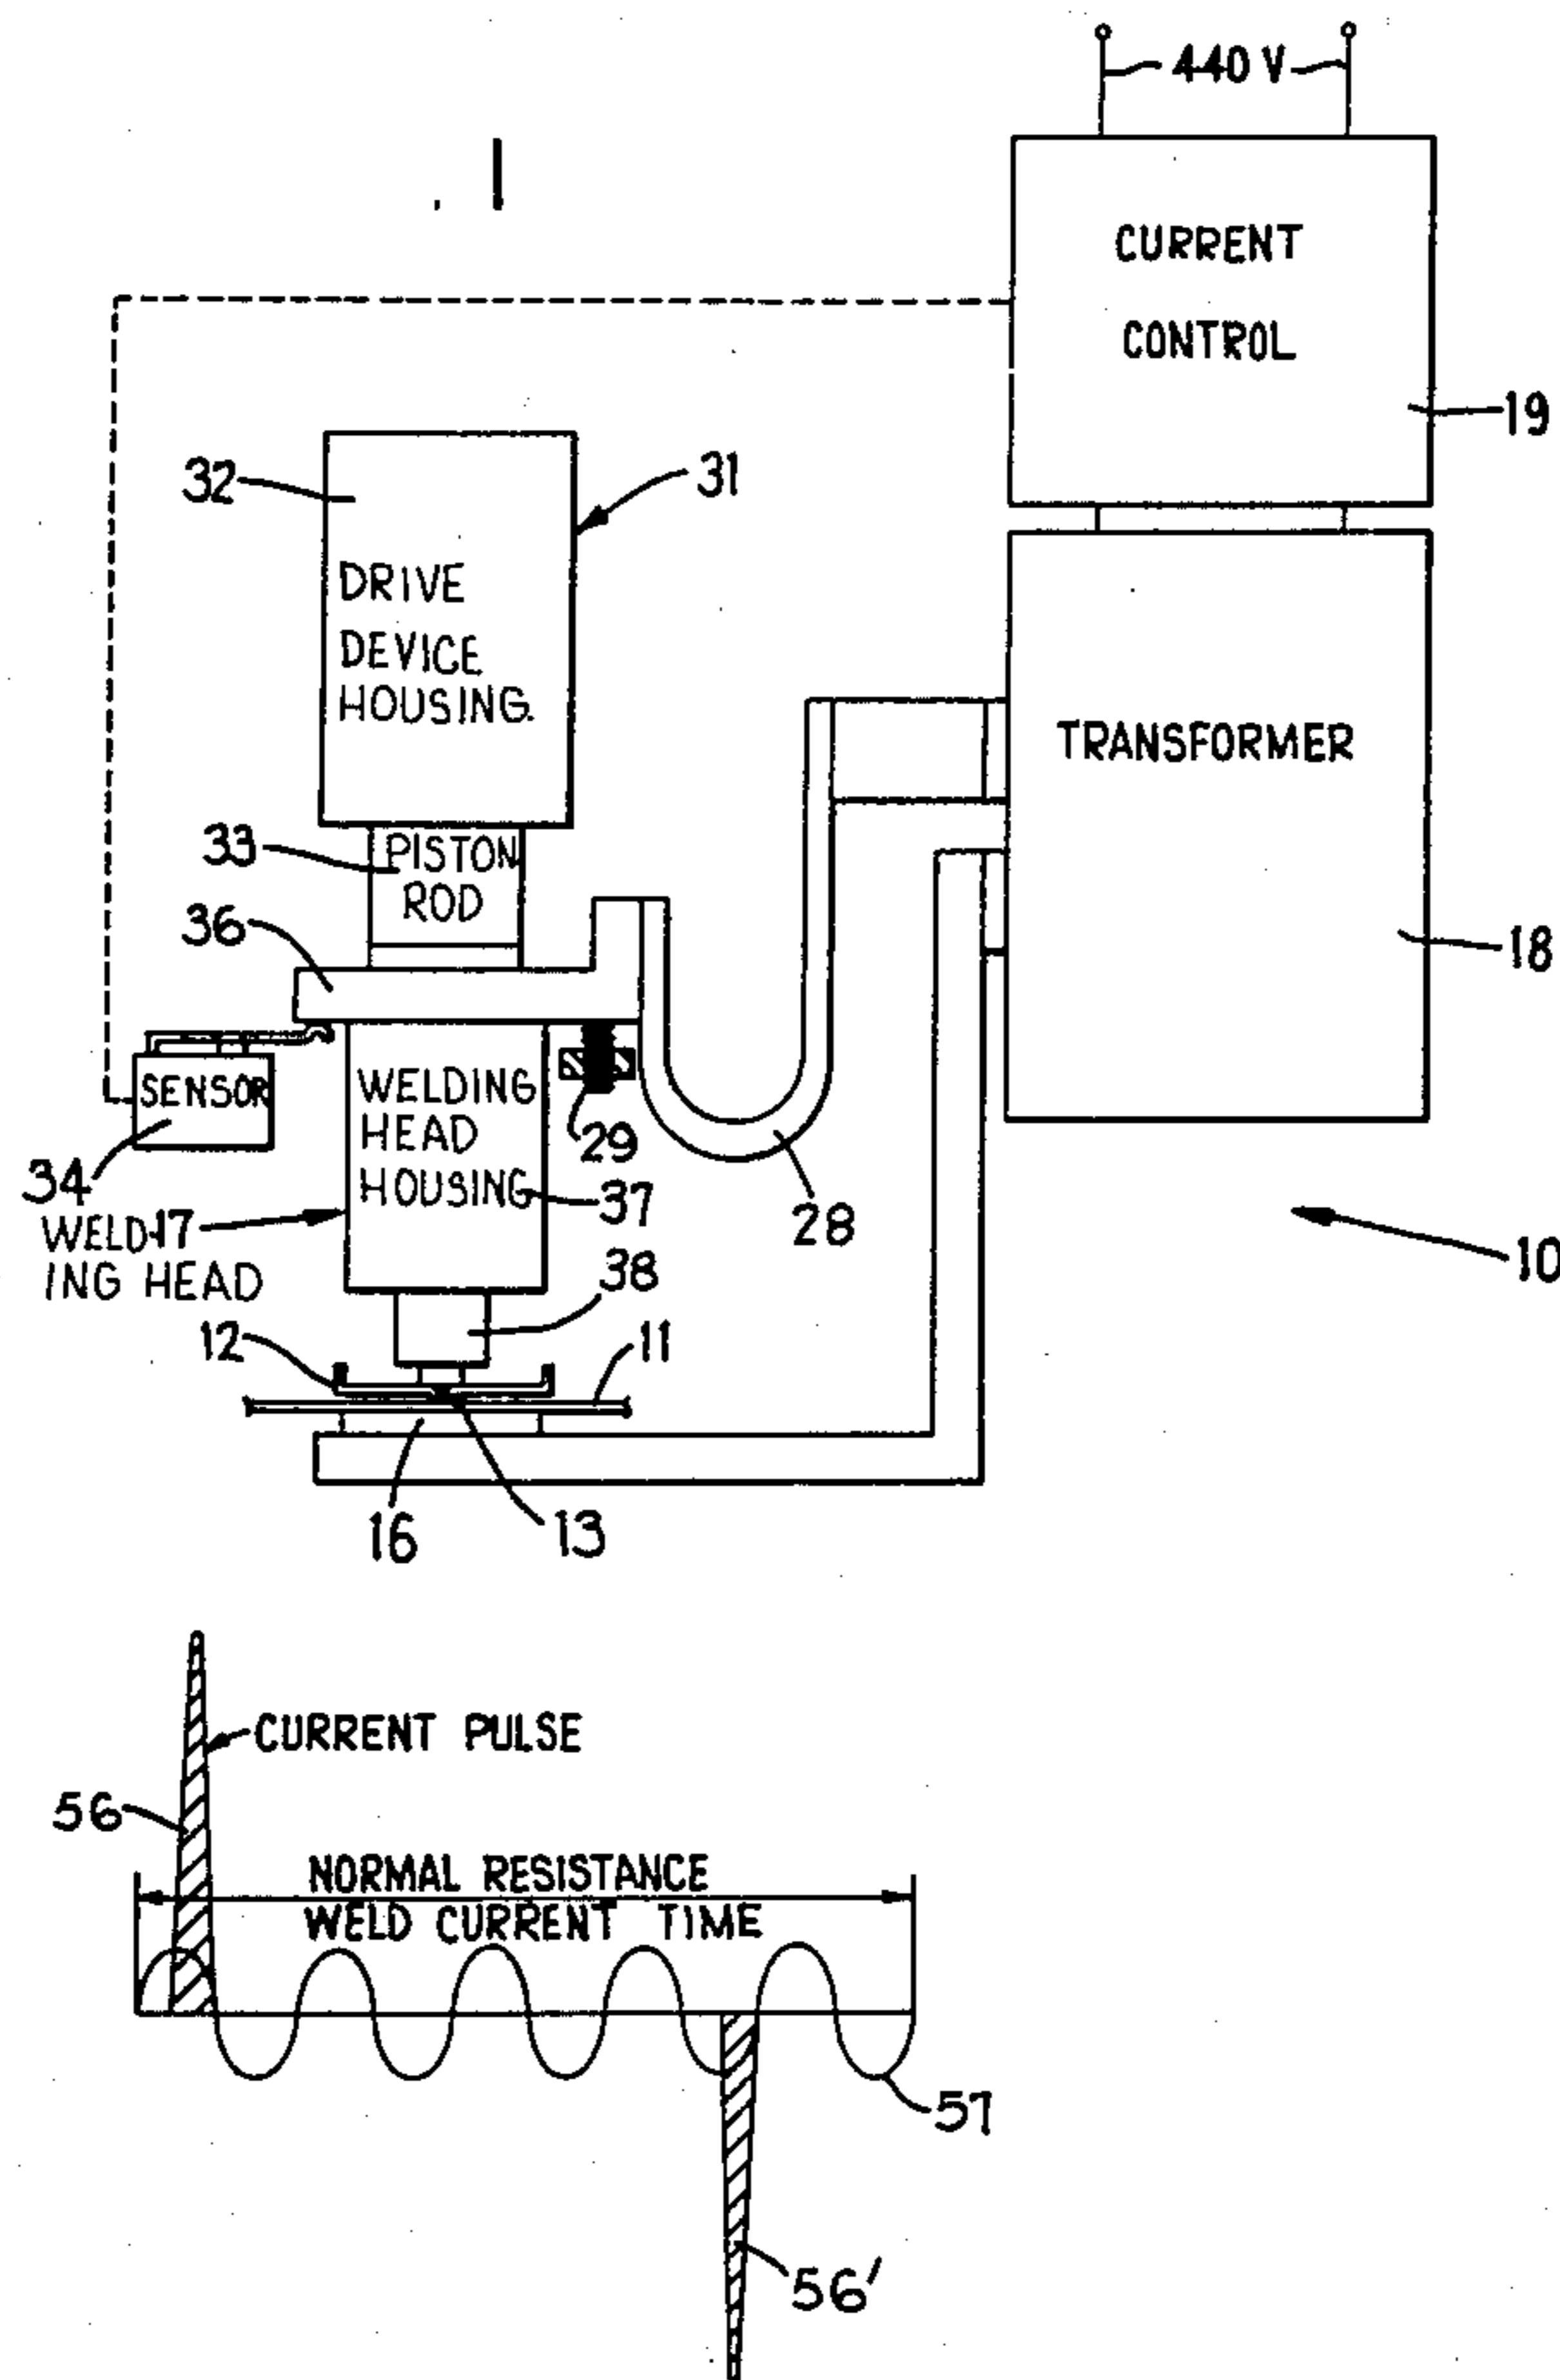 440 V
. 1
CURRENT
CONTROL
19
32
31
DRIVE
DEVICE
HOUSING.
TRANSFORMER
33
PISTON
ROD
36
18
SENSOR
WELDING
HEAD
HOUSING
29
34
37
28
WELD-17
ING HEAD
38
10
12
11
16
13
CURRENT PULSE
56
NORMAL RESISTANCE
WELD CURRENT TIME
57
56'